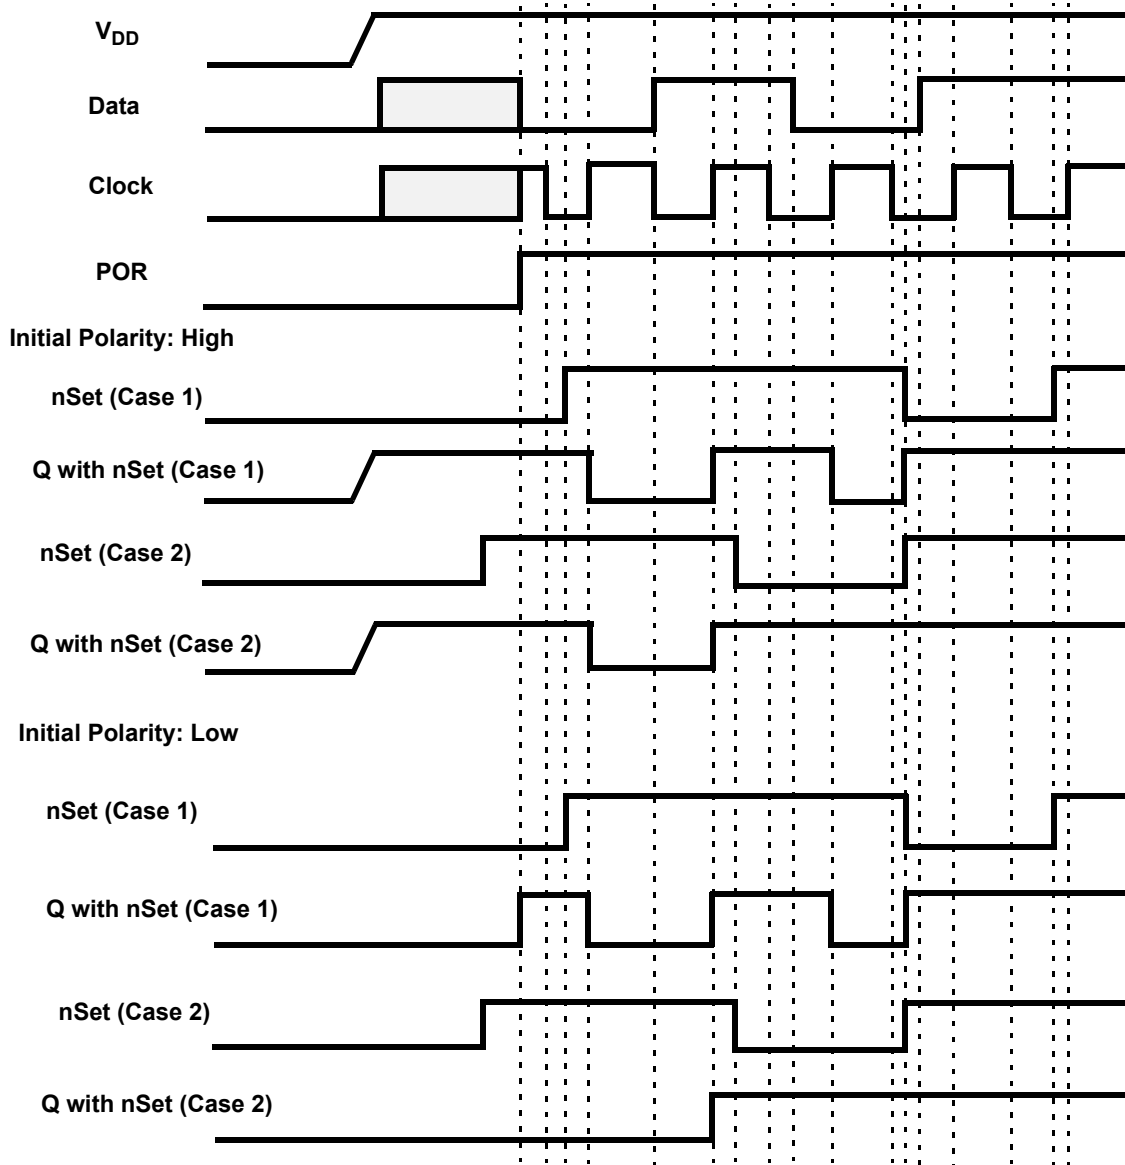 VDD
Data
Clock
POR
Initial Polarity: High
nSet (Case 1)
Q with nSet (Case 1)
nSet (Case 2)
Q with nSet (Case 2)
Initial Polarity: Low
nSet (Case 1)
Q with nSet (Case 1)
nSet (Case 2)
Q with nSet (Case 2)